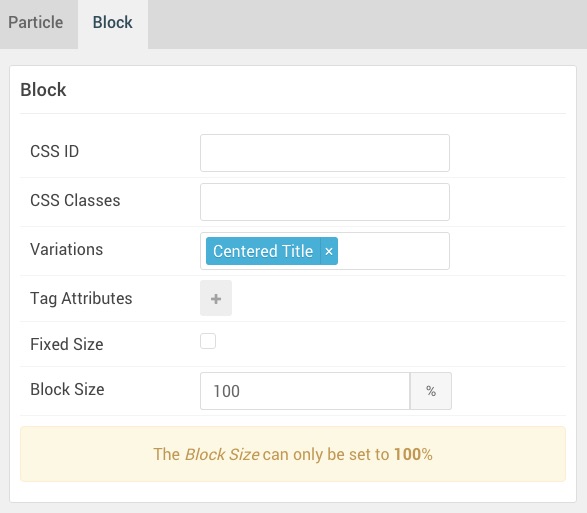 Particle Block
Block
CSS ID
CSS Classes
Variations Centered Title ×
Tag Attributes +
Fixed Size
Block Size 100 %
The Block Size can only be set to 100%